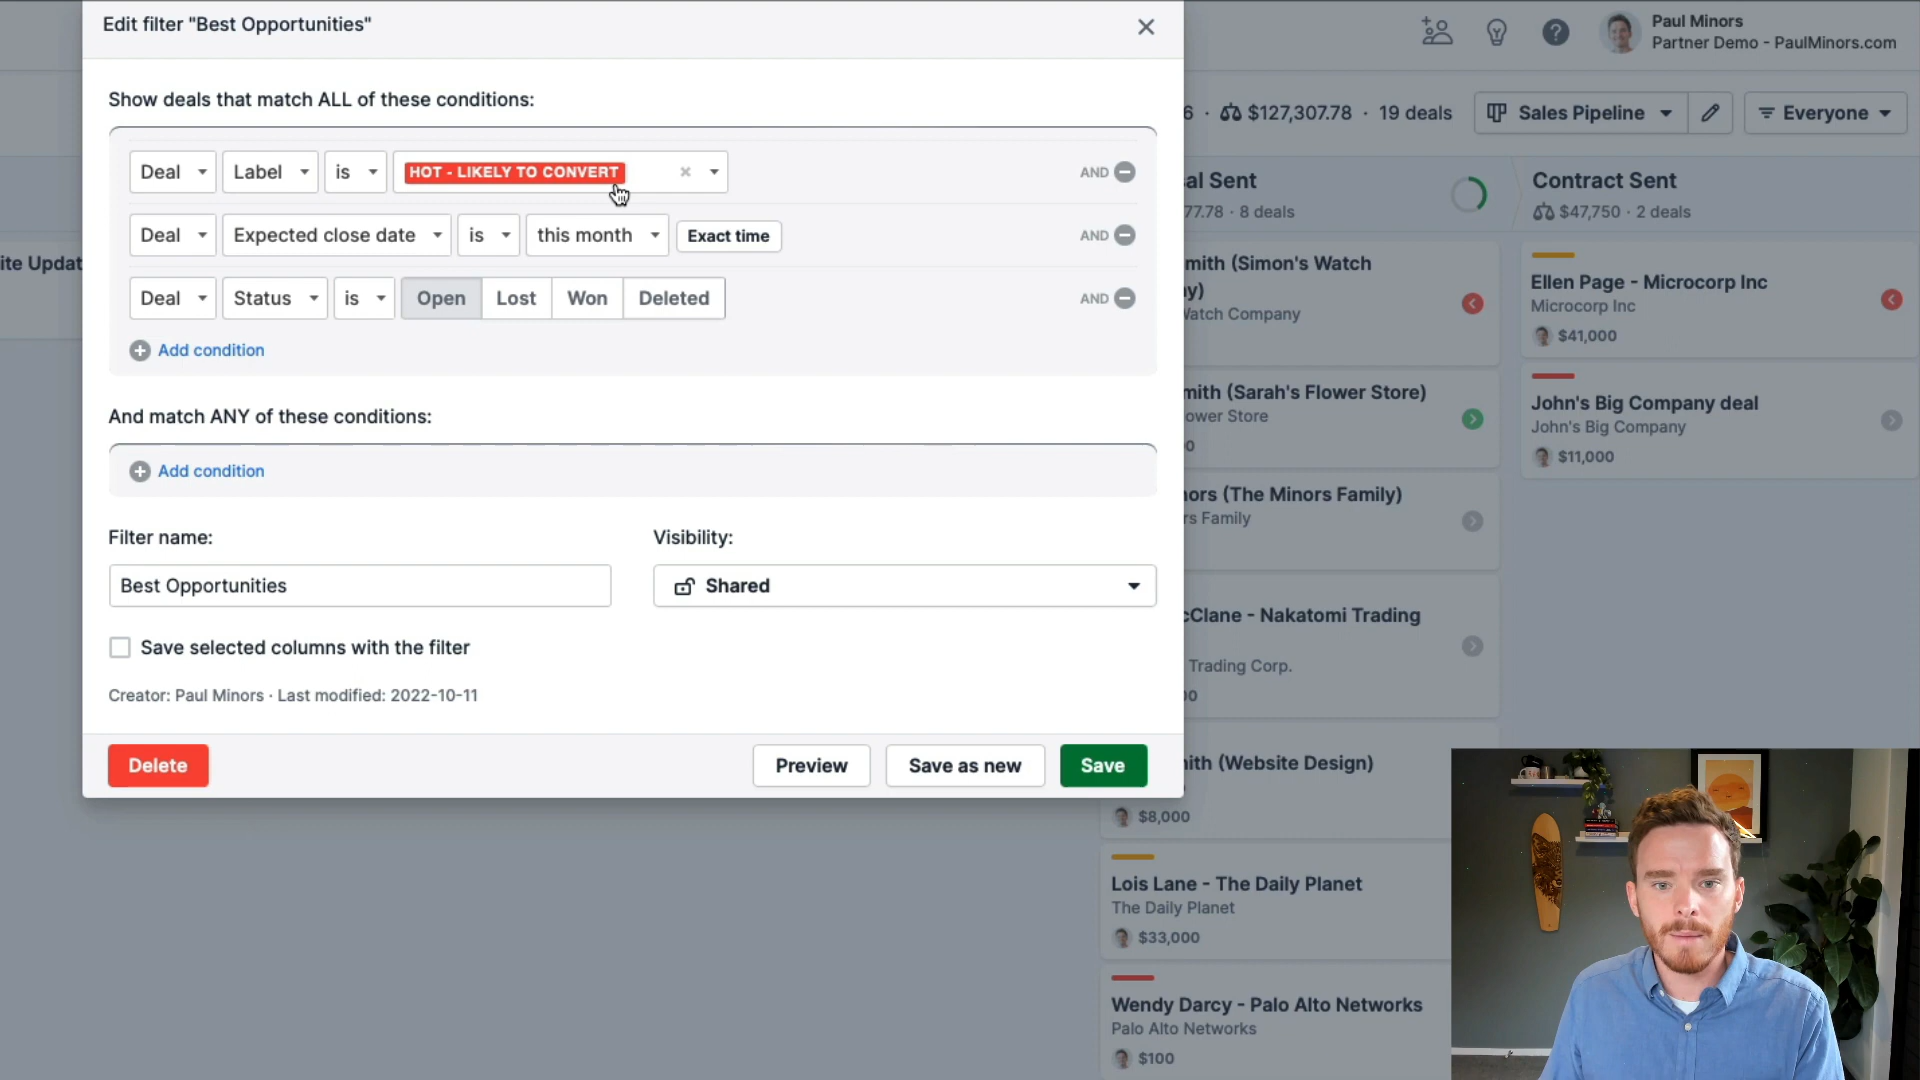 Edit filter "Best Opportunities"
Paul Minors
Partner Demo - PaulMinors.com
Show deals that match ALL of these conditions:
6 · $127,307.78 · 19 deals
Sales Pipeline
Everyone
Deal
Label
is
HOT - LIKELY TO CONVERT
AND
Deal
Expected close date
is
this month
Exact time
AND
Deal
Status
is
Open
Lost
Won
Deleted
AND
Add condition
And match ANY of these conditions:
Add condition
Filter name:
Visibility:
Best Opportunities
Shared
Save selected columns with the filter
Creator: Paul Minors · Last modified: 2022-10-11
Delete
Preview
Save as new
Save
ite Updat
al Sent
77.78 · 8 deals
mith (Simon's Watch
y)
Watch Company
mith (Sarah's Flower Store)
ower Store
0
nors (The Minors Family)
rs Family
cClane - Nakatomi Trading
Trading Corp.
00
ith (Website Design)
$8,000
Lois Lane - The Daily Planet
The Daily Planet
$33,000
Wendy Darcy - Palo Alto Networks
Palo Alto Networks
$100
Contract Sent
$47,750 · 2 deals
Ellen Page - Microcorp Inc
Microcorp Inc
$41,000
John's Big Company deal
John's Big Company
$11,000